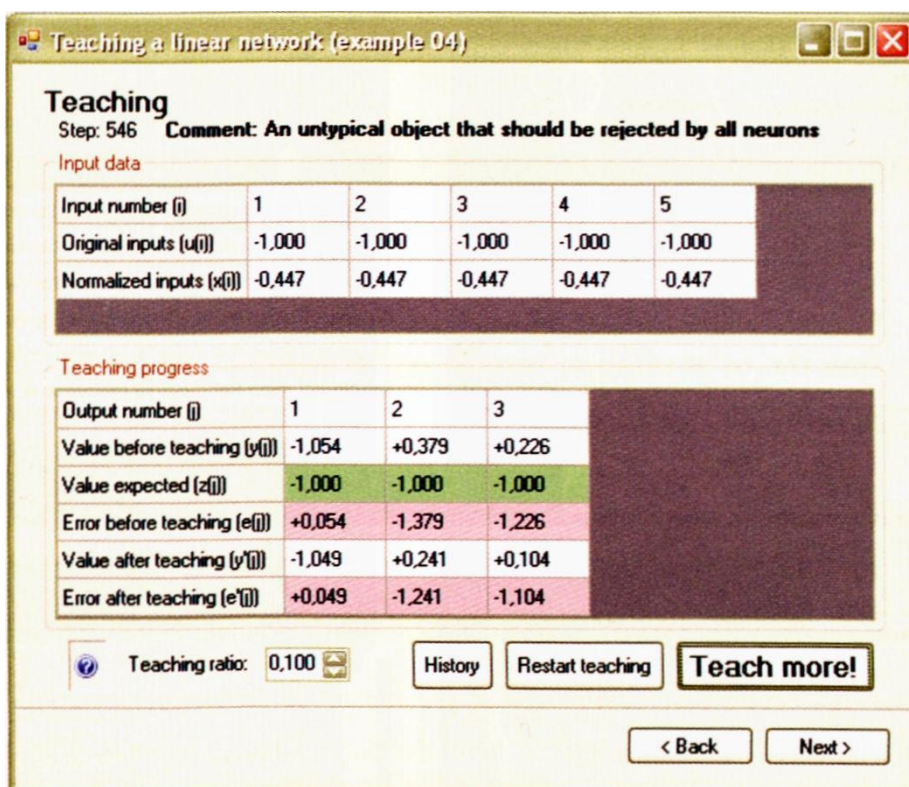 Teaching a linear network (example 04)
Teaching
Step: 546 Comment: An untypical object that should be rejected by all neurons
Input data
Input number (i) 1 2 3 4 5
Original inputs (u(i)) -1,000 -1,000 -1,000 -1,000 -1,000
Normalized inputs (x(i)) -0,447 -0,447 -0,447 -0,447 -0,447
Teaching progress
Output number (j) 1 2 3
Value before teaching (y(j)) -1,054 +0,379 +0,226
Value expected (z(j)) -1,000 -1,000 -1,000
Error before teaching (e(j)) +0,054 -1,379 -1,226
Value after teaching (y'(j)) -1,049 +0,241 +0,104
Error after teaching (e'(j)) +0,049 -1,241 -1,104
? Teaching ratio: 0,100 History Restart teaching Teach more!
< Back Next >